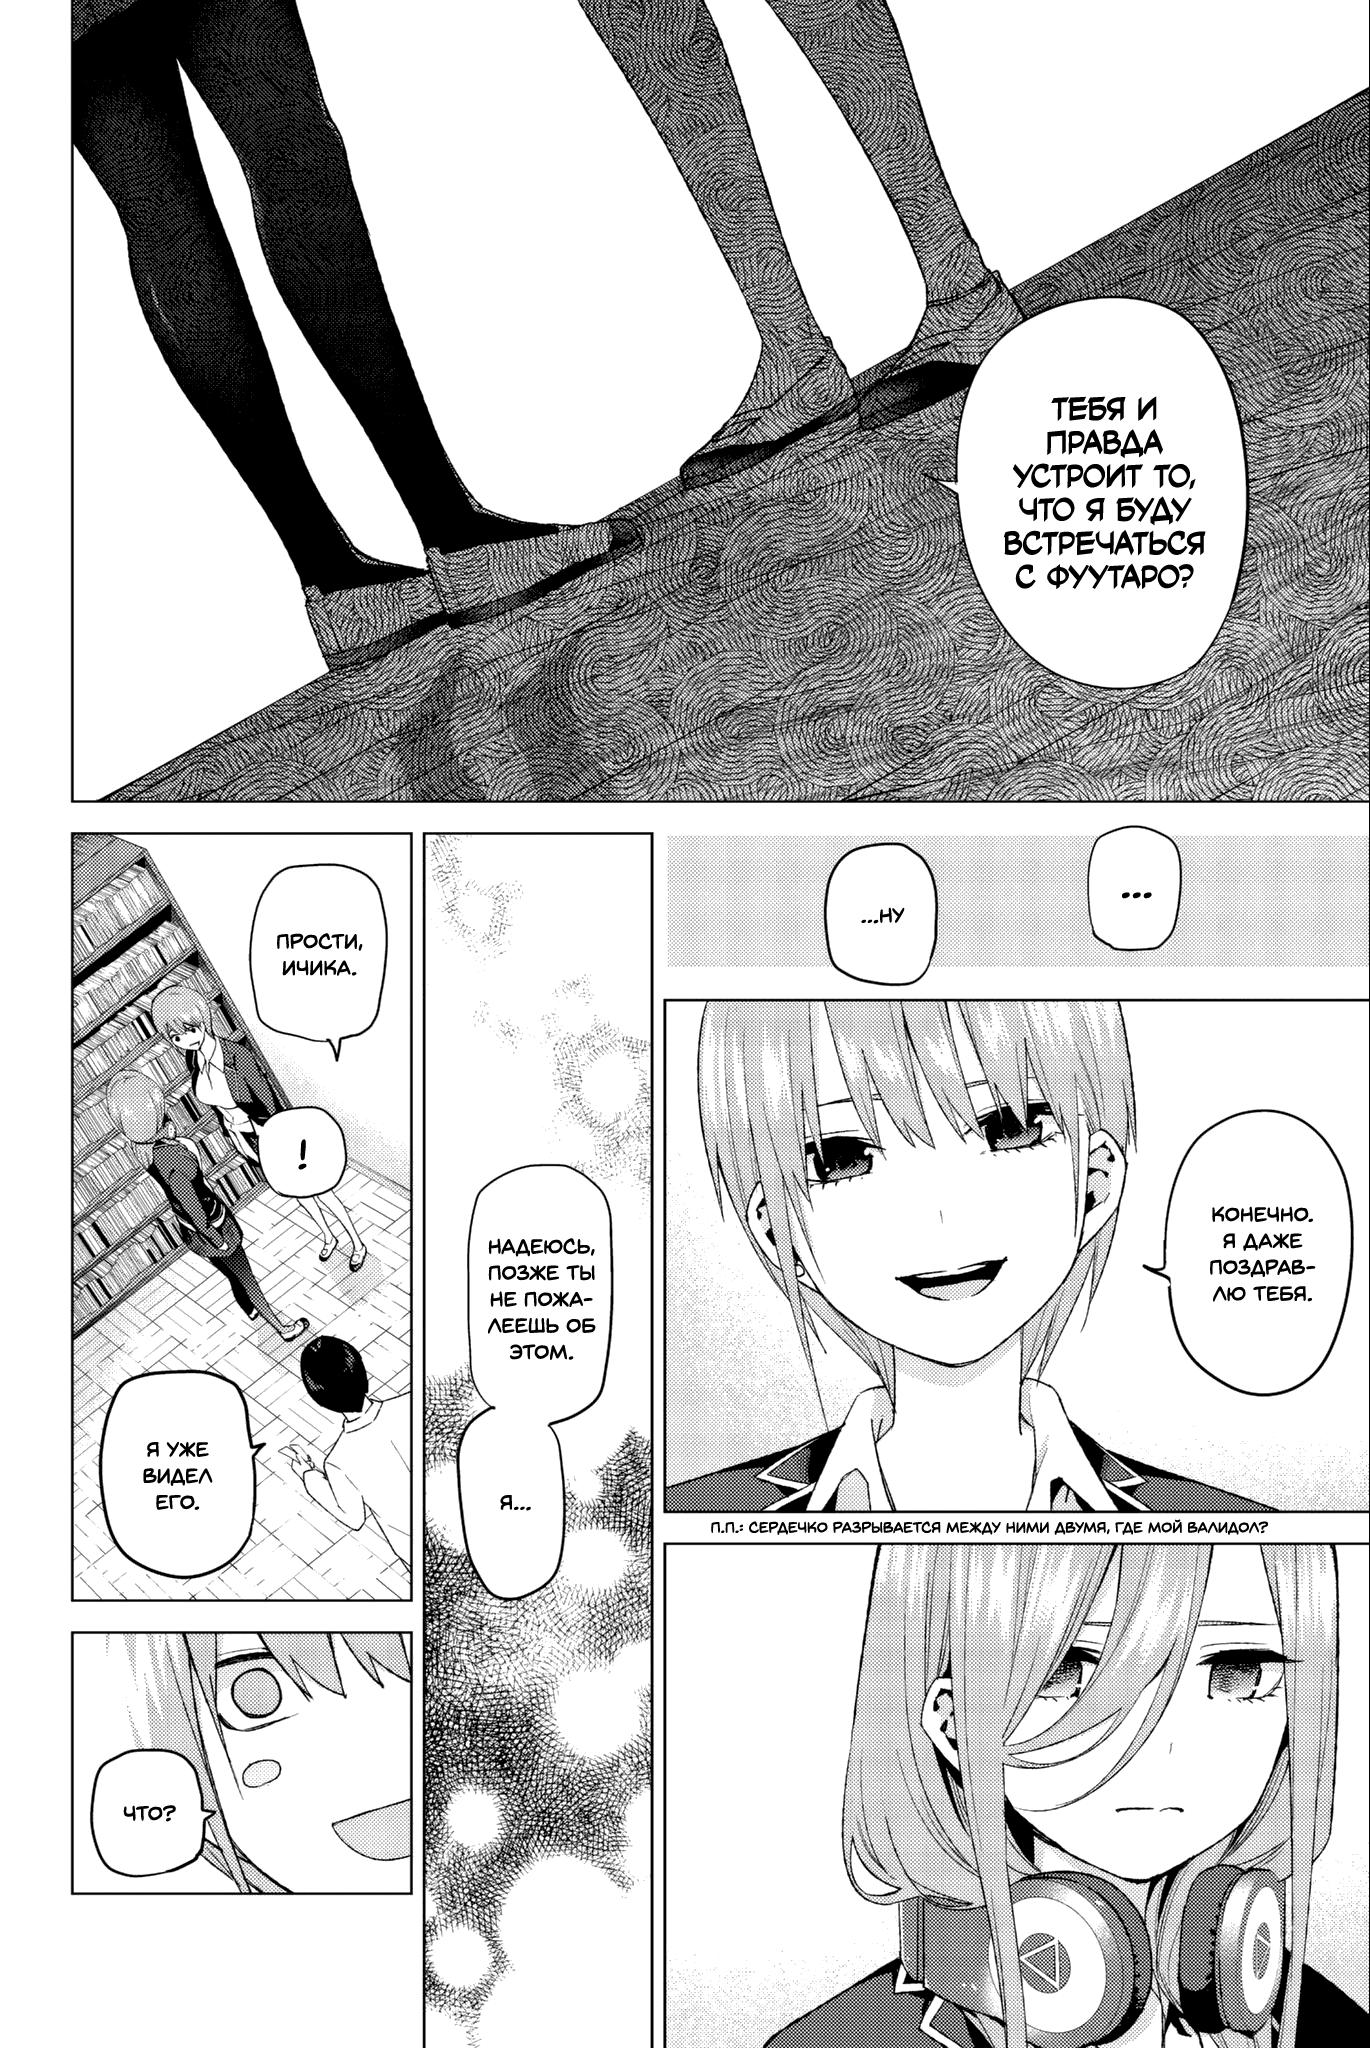 ТЕБЯ И
ПРАВДА
УСТРОИТ ТО,
ЧТО Я БУДУ
ВСТРЕЧАТЬСЯ
С ФУУТАРО?
...
...НУ
КОНЕЧНО.
Я ДАЖЕ
ПОЗДРАВ-
ЛЮ ТЕБЯ.
П.П.: СЕРДЕЧКО РАЗРЫВАЕТСЯ МЕЖДУ НИМИ ДВУМЯ, ГДЕ МОЙ ВАЛИДОЛ?
НАДЕЮСЬ,
ПОЗЖЕ ТЫ
НЕ ПОЖА-
ЛЕЕШЬ ОБ
ЭТОМ.
Я...
ПРОСТИ,
ИЧИКА.
!
Я УЖЕ
ВИДЕЛ
ЕГО.
ЧТО?